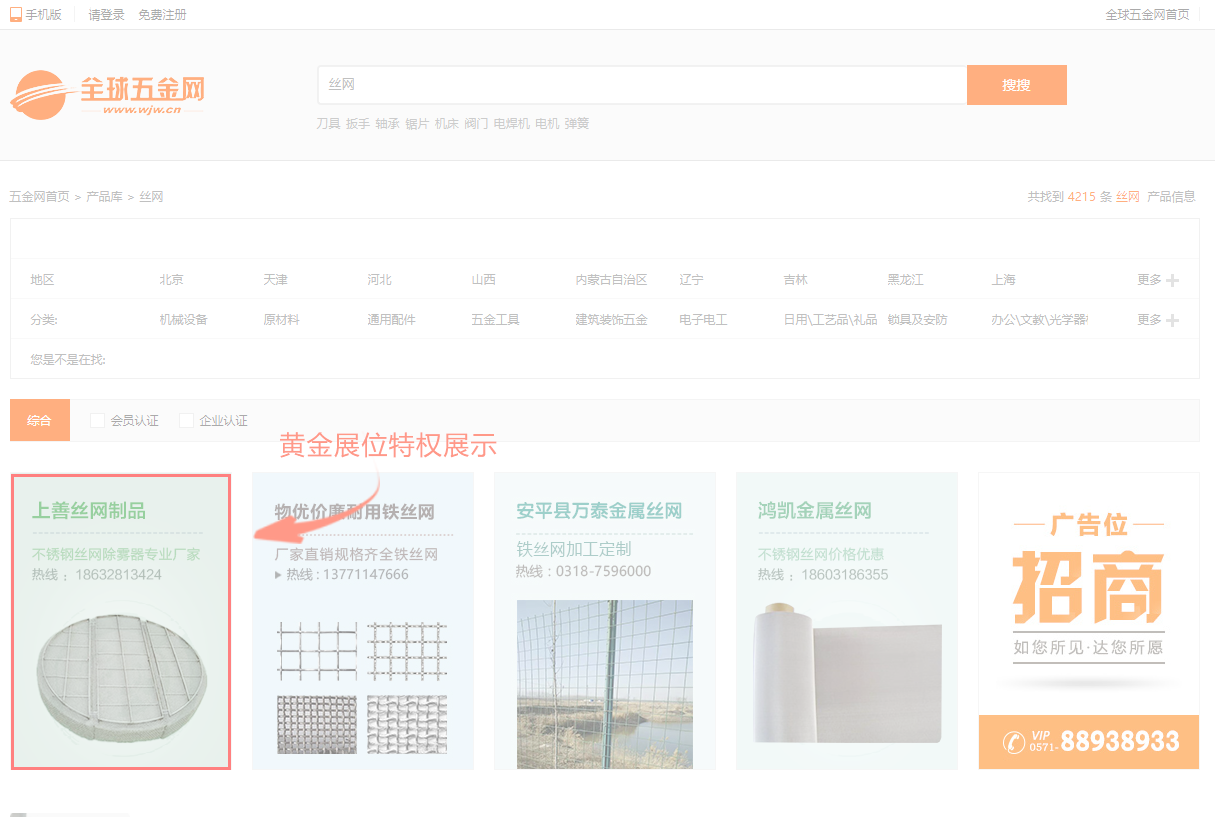 手机版 请登录 免费注册 全球五金网首页
全球五金网
www.wjw.cn
丝网 搜搜
刀具 扳手 轴承 锯片 机床 阀门 电焊机 电机 弹簧
五金网首页 > 产品库 > 丝网 共找到 4215 条 丝网 产品信息
地区 北京 天津 河北 山西 内蒙古自治区 辽宁 吉林 黑龙江 上海 更多
分类: 机械设备 原材料 通用配件 五金工具 建筑装饰五金 电子电工 日用\工艺品\礼品 锁具及安防 办公\文教\光学器 更多
您是不是在找:
综合 会员认证 企业认证
黄金展位特权展示
上善丝网制品
不锈钢丝网除雾器专业厂家
热线 : 18632813424
物优价廉耐用铁丝网
厂家直销规格齐全铁丝网
热线 : 13771147666
安平县万泰金属丝网
铁丝网加工定制
热线 : 0318-7596000
鸿凯金属丝网
不锈钢丝网价格优惠
热线 : 18603186355
广告位
招商
如您所见·达您所愿
VIP
0571-88938933